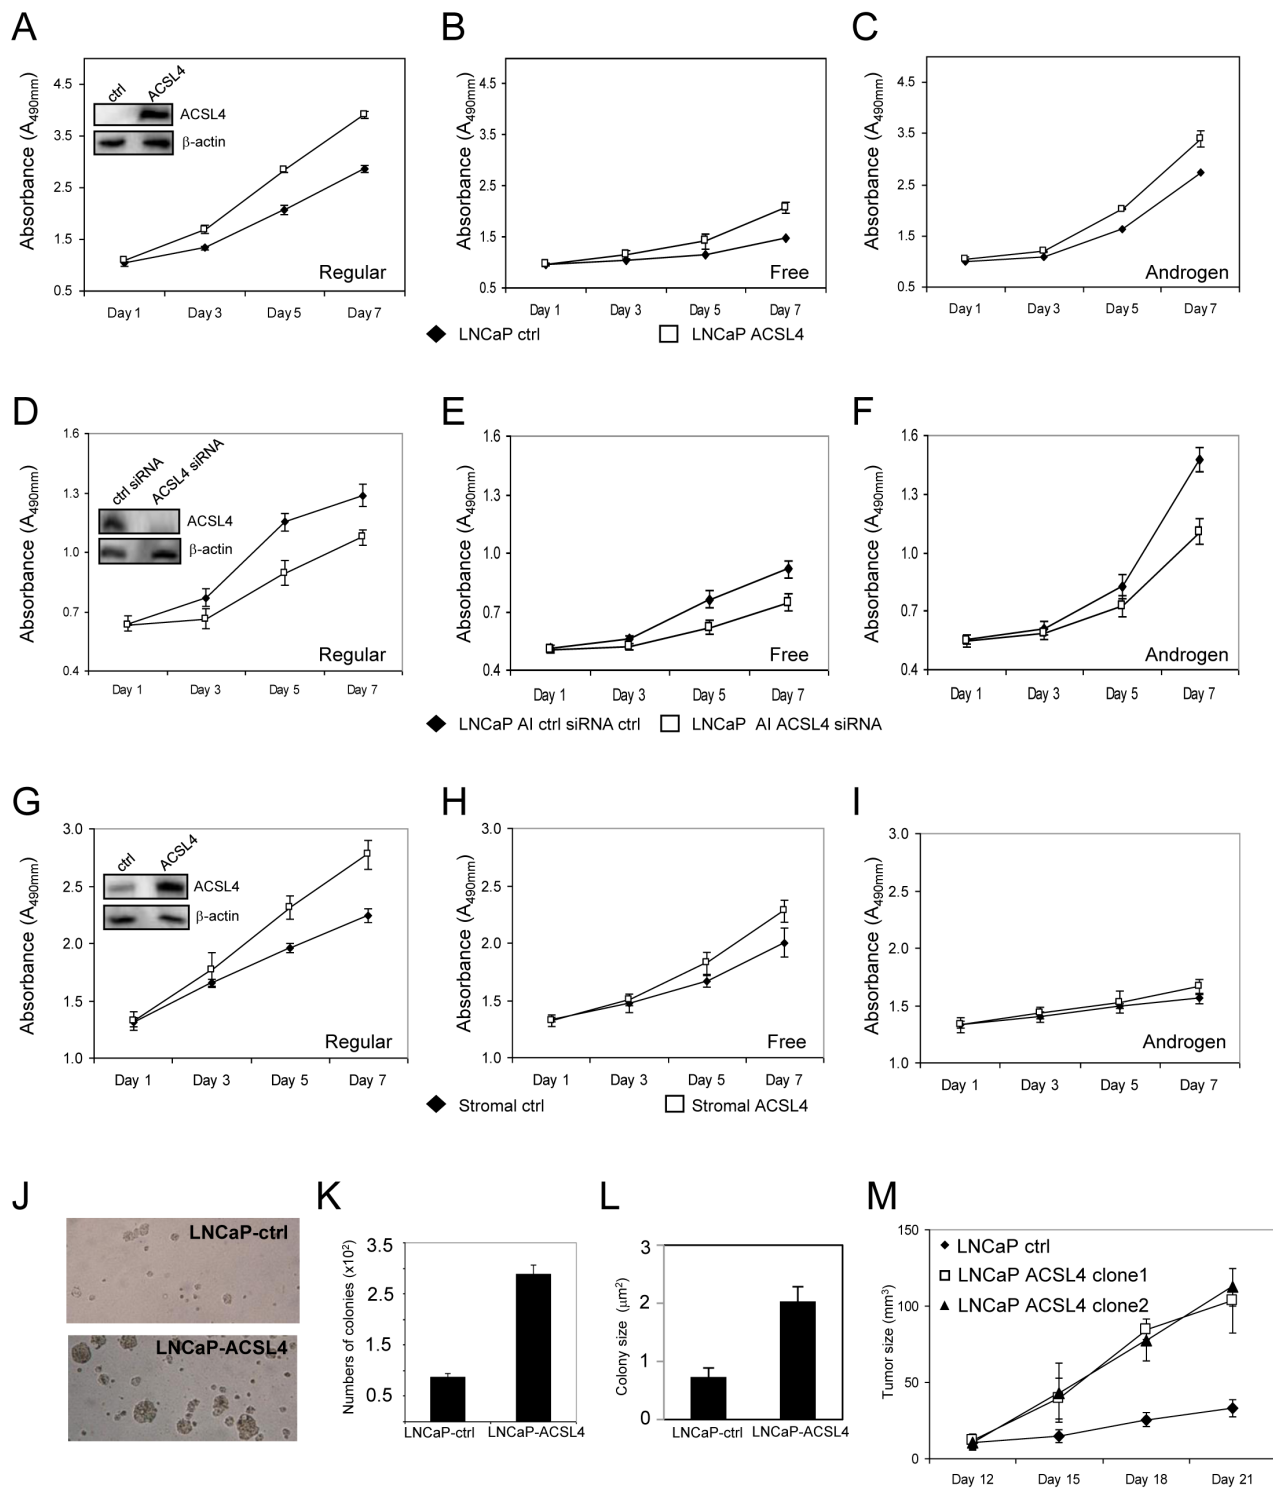 A
B
C
Absorbance (A490mm)
4.5
3.5
2.5
1.5
0.5
ctrl
ACSL4
ACSL4
β-actin
Regular
Day 1
Day 3
Day 5
Day 7
Absorbance (A490mm)
4.5
3.5
2.5
1.5
0.5
Free
Day 1
Day 3
Day 5
Day 7
Absorbance (A490mm)
4.5
3.5
2.5
1.5
0.5
Androgen
Day 1
Day 3
Day 5
Day 7
LNCaP ctrl
LNCaP ACSL4
D
E
F
Absorbance (A490mm)
1.6
1.3
1.0
0.7
0.4
ctrl siRNA
ACSL4 siRNA
ACSL4
β-actin
Regular
Day 1
Day 3
Day 5
Day 7
Absorbance (A490mm)
1.6
1.3
1.0
0.7
0.4
Free
Day 1
Day 3
Day 5
Day 7
Absorbance (A490mm)
1.6
1.3
1.0
0.7
0.4
Androgen
Day 1
Day 3
Day 5
Day 7
LNCaP AI ctrl siRNA ctrl
LNCaP AI ACSL4 siRNA
G
H
I
Absorbance (A490mm)
3.0
2.5
2.0
1.5
1.0
ctrl
ACSL4
ACSL4
β-actin
Regular
Day 1
Day 3
Day 5
Day 7
Absorbance (A490mm)
3.0
2.5
2.0
1.5
1.0
Free
Day 1
Day 3
Day 5
Day 7
Absorbance (A490mm)
3.0
2.5
2.0
1.5
1.0
Androgen
Day 1
Day 3
Day 5
Day 7
Stromal ctrl
Stromal ACSL4
J
K
L
M
LNCaP-ctrl
LNCaP-ACSL4
Numbers of colonies (x10²)
3.5
2.5
1.5
0.5
LNCaP-ctrl
LNCaP-ACSL4
Colony size (µm²)
3
2
1
0
LNCaP-ctrl
LNCaP-ACSL4
Tumor size (mm³)
150
100
50
0
LNCaP ctrl
LNCaP ACSL4 clone1
LNCaP ACSL4 clone2
Day 12
Day 15
Day 18
Day 21